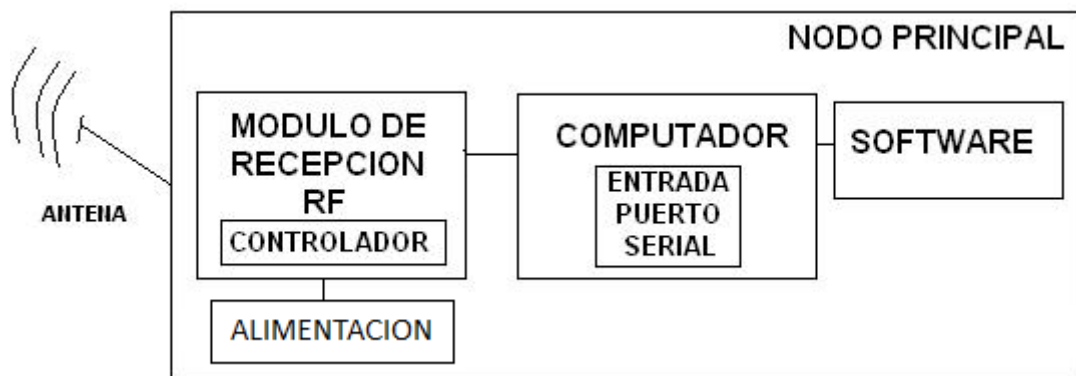 NODO PRINCIPAL
MODULO DE
RECEPCION
RF
CONTROLADOR
COMPUTADOR
ENTRADA
PUERTO
SERIAL
SOFTWARE
ANTENA
ALIMENTACION